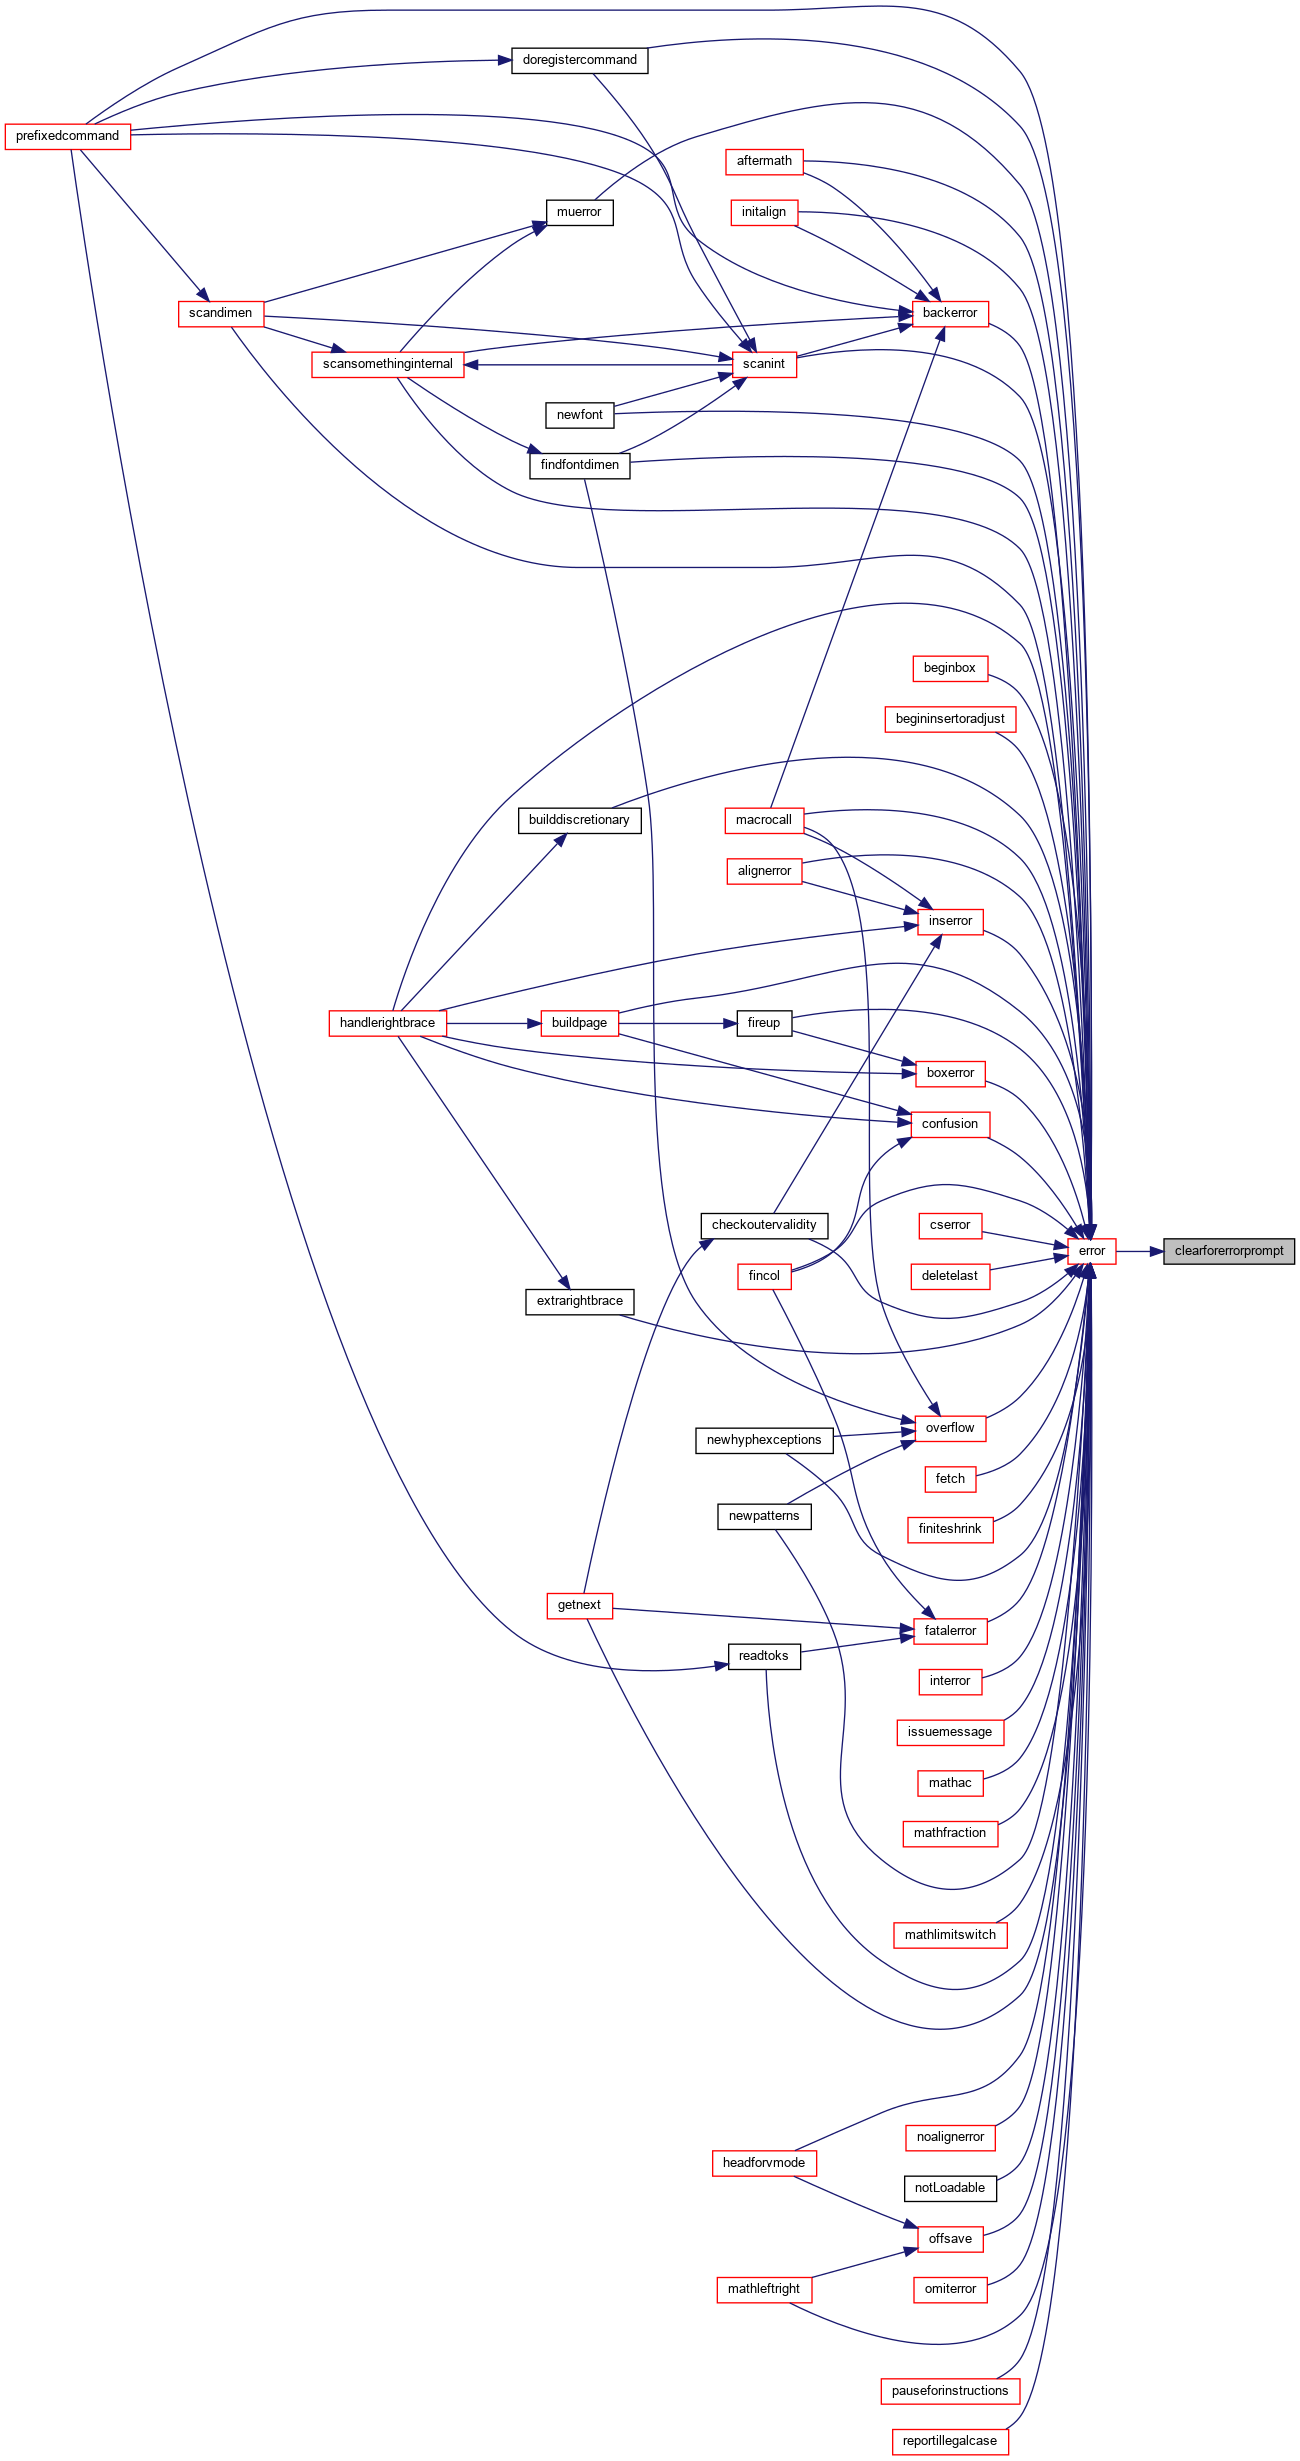 doregistercommand
prefixedcommand
aftermath
muerror
initalign
scandimen
backerror
scansomethinginternal
scanint
newfont
findfontdimen
beginbox
begininsertoradjust
builddiscretionary
macrocall
alignerror
inserror
handlerightbrace
buildpage
fireup
boxerror
confusion
checkoutervalidity
cserror
error
clearforerrorprompt
fincol
deletelast
extrarightbrace
overflow
newhyphexceptions
fetch
newpatterns
finiteshrink
getnext
fatalerror
readtoks
interror
issuemessage
mathac
mathfraction
mathlimitswitch
noalignerror
headforvmode
notLoadable
offsave
mathleftright
omiterror
pauseforinstructions
reportillegalcase